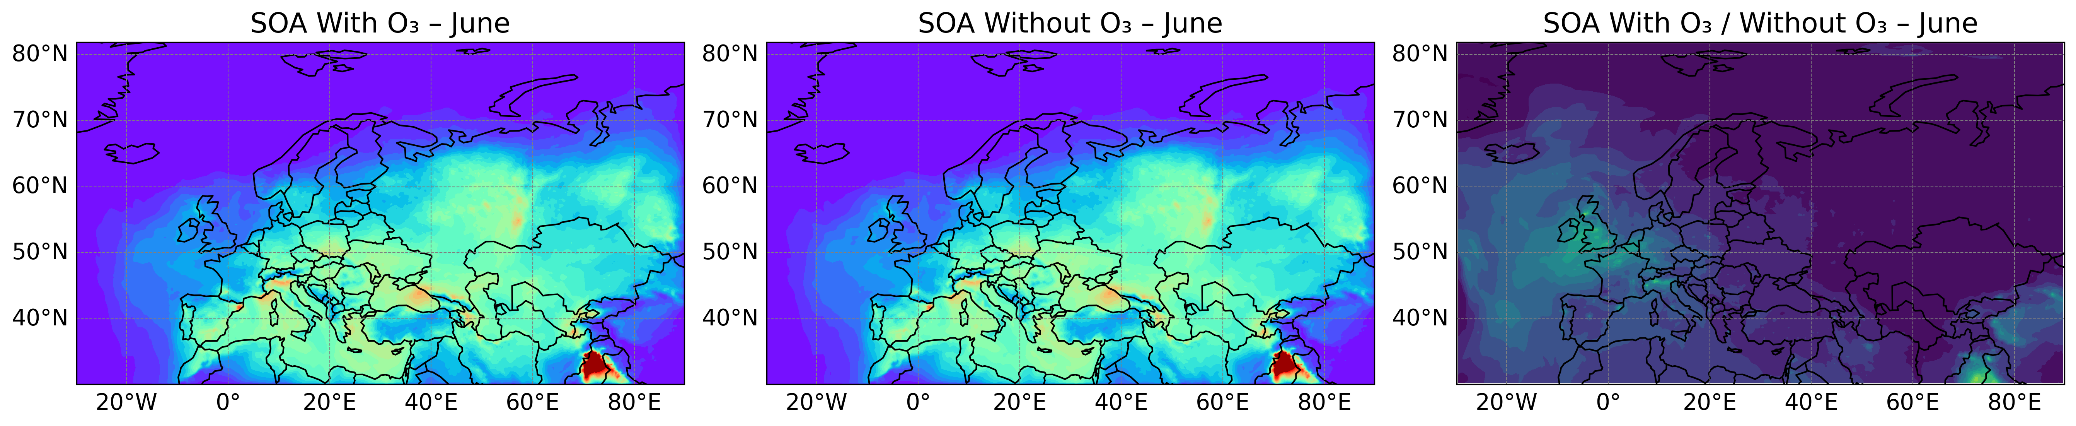 SOA With O₃ – June
SOA Without O₃ – June
SOA With O₃ / Without O₃ – June
80°N
70°N
60°N
50°N
40°N
20°W 0° 20°E 40°E 60°E 80°E
80°N
70°N
60°N
50°N
40°N
20°W 0° 20°E 40°E 60°E 80°E
80°N
70°N
60°N
50°N
40°N
20°W 0° 20°E 40°E 60°E 80°E